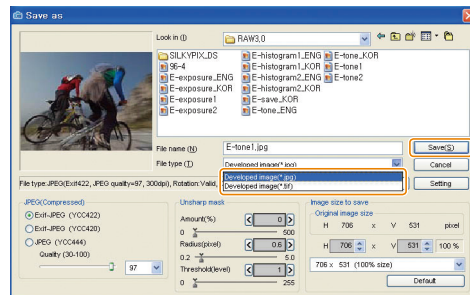 Save as
Look in (I)
RAW3,0
SILKYPIX_DS
96-4
E-exposure_ENG
E-exposure_KOR
E-exposure1
E-exposure2
E-histogram1_ENG
E-histogram1_KOR
E-histogram1
E-histogram2
E-save_KOR
E-tone_ENG
E-tone_KOR
E-tone1
E-tone2
File name (N)
E-tone1.jpg
Save(S)
File type (T)
Developed image(*.jpg)
Cancel
Developed image(*.jpg)
Developed image(*.tif)
File type:JPEG(Exif422, JPEG quality=97, 300dpi), Rotation:Valid,
Setting
JPEG(Compressed)
Exif-JPEG (YCC422)
Exif-JPEG (YCC420)
JPEG (YCC444)
Quality (30-100)
97
Unsharp mask
Amount(%)
0
0 500
Radius(pixel)
0.6
0.2 5.0
Threshold(level)
1
0 255
Image size to save
Original image size
H 706 x V 531 pixel
H 706 x V 531 100 %
706 x 531 (100% size)
Default